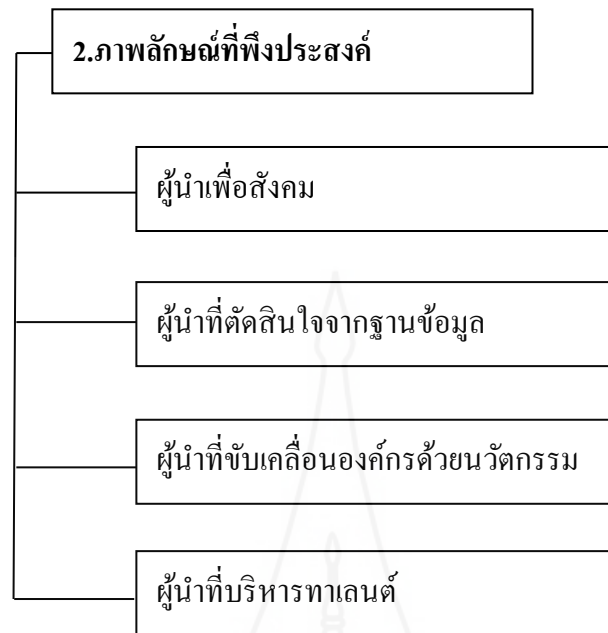 2.ภาพลักษณ์ที่พึงประสงค์
ผู้นำเพื่อสังคม
ผู้นำที่ตัดสินใจจากฐานข้อมูล
ผู้นำที่ขับเคลื่อนองค์กรด้วยนวัตกรรม
ผู้นำที่บริหารทาเลนต์